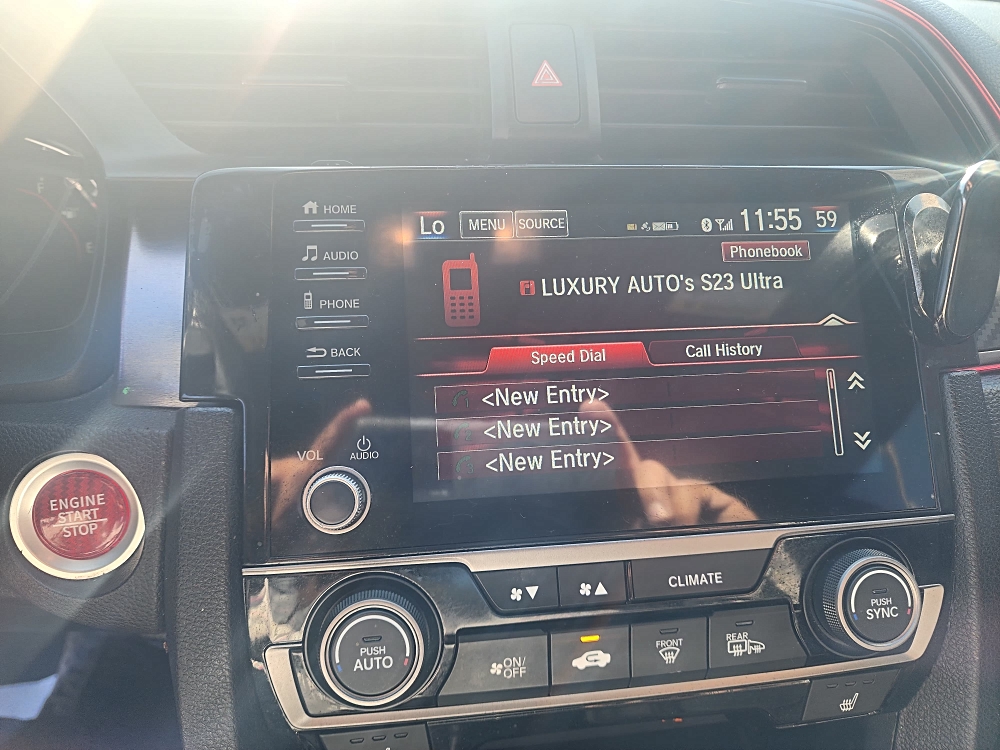 HOME
AUDIO
PHONE
BACK
VOL
AUDIO
Lo
MENU
SOURCE
11:55
59
Phonebook
LUXURY AUTO's S23 Ultra
Speed Dial
Call History
<New Entry>
<New Entry>
<New Entry>
ENGINE
START
STOP
CLIMATE
PUSH
AUTO
ON/
OFF
FRONT
REAR
PUSH
SYNC